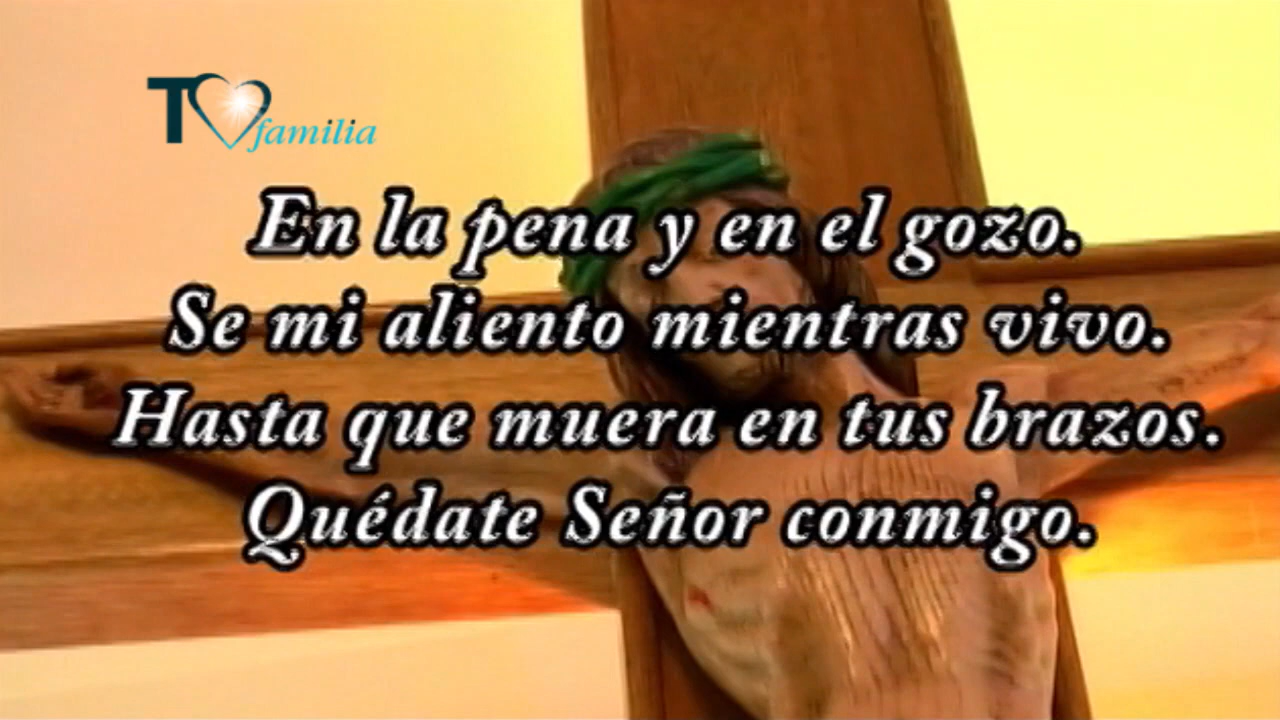 T familia
En la pena y en el gozo.
Se mi aliento mientras vivo.
Hasta que muera en tus brazos.
Quédate Señor conmigo.